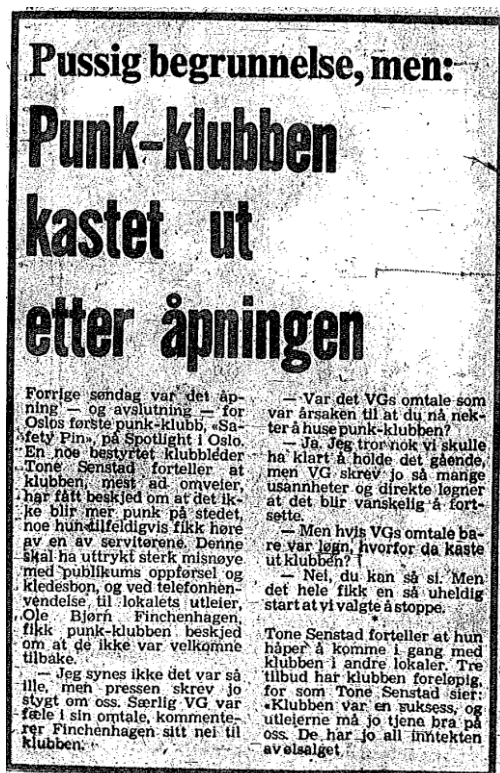 Pussig begrunnelse, men:
Punk-klubben
kastet ut
etter åpningen
Forrige søndag var det åp-
ning — og avslutning — for
Oslos første punk-klubb, «Sa-
fety Pin», på Spotlight i Oslo.
En noe bestyrtet klubbleder
Tone Senstad forteller at
klubben, mest ad omveier,
har fått beskjed om at det ik-
ke blir mer punk på stedet,
noe hun tilfeldigvis fikk høre
av en av servitørene. Denne
skal ha uttrykt sterk misnøye
med publikums oppførsel og
kledesbon, og ved telefonhen-
vendelse til lokalets utleier,
Ole Bjørn Finchenhagen,
fikk punk-klubben beskjed
om at de ikke var velkomne
tilbake.
— Jeg synes ikke det var så
ille, men pressen skrev jo
stygt om oss. Særlig VG var
fæle i sin omtale, kommente-
rer Finchenhagen sitt nei til
klubben.
— Var det VGs omtale som
var årsaken til at du nå nek-
ter å huse punk-klubben?
— Ja. Jeg tror nok vi skulle
ha klart å holde det gående,
men VG skrev jo så mange
usannheter og direkte løgner
at det blir vanskelig å fort-
sette.
— Men hvis VGs omtale ba-
re var løgn, hvorfor da kaste
ut klubben?
— Nei, du kan så si. Men
det hele fikk en så uheldig
start at vi valgte å stoppe.
*
Tone Senstad forteller at hun
håper å komme i gang med
klubben i andre lokaler. Tre
tilbud har klubben foreløpig,
for som Tone Senstad sier:
«Klubben var en suksess, og
utleierne må jo tjene bra på
oss. De har jo all inntekten
av ølsalget.